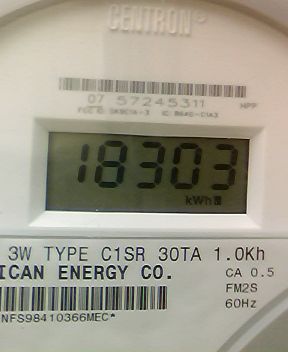 CENTRON
07 57245311 HPF
18303
kWh
3W TYPE C1SR 30TA 1.0Kh
ICAN ENERGY CO. CA 0.5
FM2S
60Hz
NFS98410366MEC*